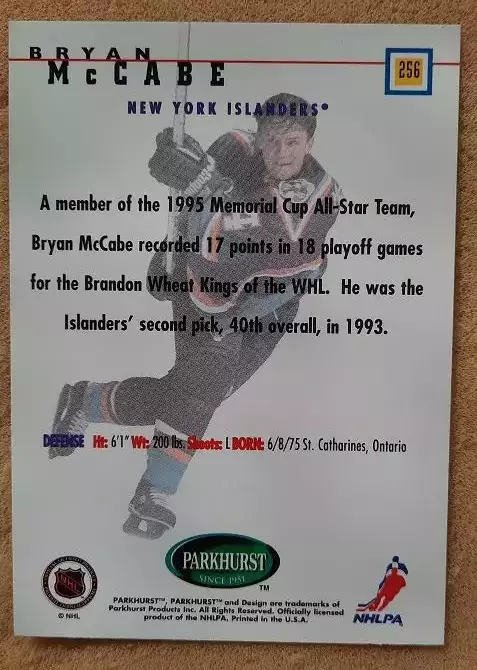 BRYAN
McCABE
256
NEW YORK ISLANDERS®
A member of the 1995 Memorial Cup All-Star Team,
Bryan McCabe recorded 17 points in 18 playoff games
for the Brandon Wheat Kings of the WHL. He was the
Islanders' second pick, 40th overall, in 1993.
DEFENSE Ht: 6'1" Wt: 200 lbs. Shoots: L BORN: 6/8/75 St. Catharines, Ontario
PARKHURST
SINCE 1951
TM
NHL
© NHL
PARKHURST™, PARKHURST™ and Design are trademarks of
Parkhurst Products Inc. All Rights Reserved. Officially licensed
product of the NHLPA. Printed in the U.S.A.
NHLPA